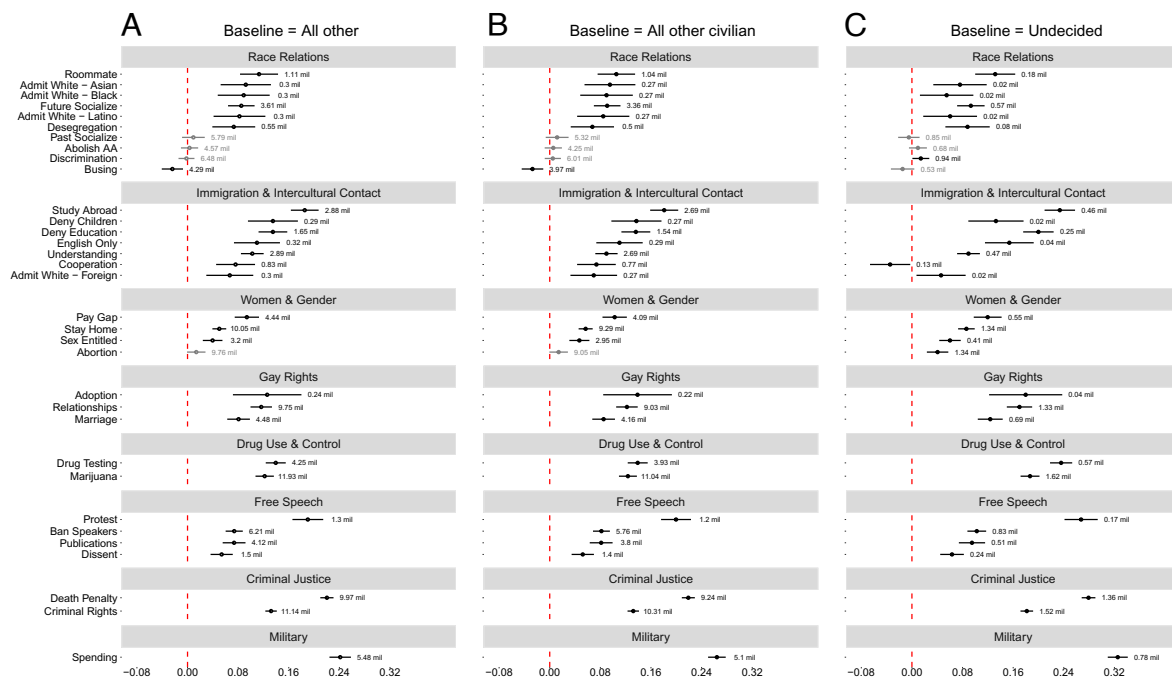 A Baseline = All other B Baseline = All other civilian C Baseline = Undecided
Race Relations Race Relations Race Relations
Roommate 1.11 mil 1.04 mil 0.18 mil
Admit White − Asian 0.3 mil 0.27 mil 0.02 mil
Admit White − Black 0.3 mil 0.27 mil 0.02 mil
Future Socialize 3.61 mil 3.36 mil 0.57 mil
Admit White − Latino 0.3 mil 0.27 mil 0.02 mil
Desegregation 0.55 mil 0.5 mil 0.08 mil
Past Socialize 5.79 mil 5.32 mil 0.85 mil
Abolish AA 4.57 mil 4.25 mil 0.68 mil
Discrimination 6.48 mil 6.01 mil 0.94 mil
Busing 4.29 mil 3.97 mil 0.53 mil
Immigration & Intercultural Contact Immigration & Intercultural Contact Immigration & Intercultural Contact
Study Abroad 2.88 mil 2.69 mil 0.46 mil
Deny Children 0.29 mil 0.27 mil 0.02 mil
Deny Education 1.65 mil 1.54 mil 0.25 mil
English Only 0.32 mil 0.29 mil 0.04 mil
Understanding 2.89 mil 2.69 mil 0.47 mil
Cooperation 0.83 mil 0.77 mil 0.13 mil
Admit White − Foreign 0.3 mil 0.27 mil 0.02 mil
Women & Gender Women & Gender Women & Gender
Pay Gap 4.44 mil 4.09 mil 0.55 mil
Stay Home 10.05 mil 9.29 mil 1.34 mil
Sex Entitled 3.2 mil 2.95 mil 0.41 mil
Abortion 9.76 mil 9.05 mil 1.34 mil
Gay Rights Gay Rights Gay Rights
Adoption 0.24 mil 0.22 mil 0.04 mil
Relationships 9.75 mil 9.03 mil 1.33 mil
Marriage 4.48 mil 4.16 mil 0.69 mil
Drug Use & Control Drug Use & Control Drug Use & Control
Drug Testing 4.25 mil 3.93 mil 0.57 mil
Marijuana 11.93 mil 11.04 mil 1.62 mil
Free Speech Free Speech Free Speech
Protest 1.3 mil 1.2 mil 0.17 mil
Ban Speakers 6.21 mil 5.76 mil 0.83 mil
Publications 4.12 mil 3.8 mil 0.51 mil
Dissent 1.5 mil 1.4 mil 0.24 mil
Criminal Justice Criminal Justice Criminal Justice
Death Penalty 9.97 mil 9.24 mil 1.36 mil
Criminal Rights 11.14 mil 10.31 mil 1.52 mil
Military Military Military
Spending 5.48 mil 5.1 mil 0.78 mil
−0.08 0.00 0.08 0.16 0.24 0.32 −0.08 0.00 0.08 0.16 0.24 0.32 −0.08 0.00 0.08 0.16 0.24 0.32